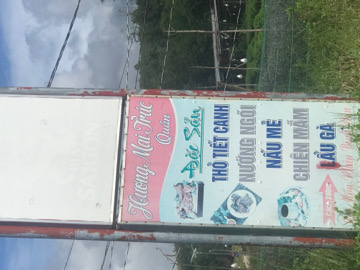 Hương Mai Trúc
Quán
Đặc Sản
THỎ TIẾT CANH
NƯỚNG NGÓI
NẤU MẺ
CHIÊN MẮM
LẨU GÀ